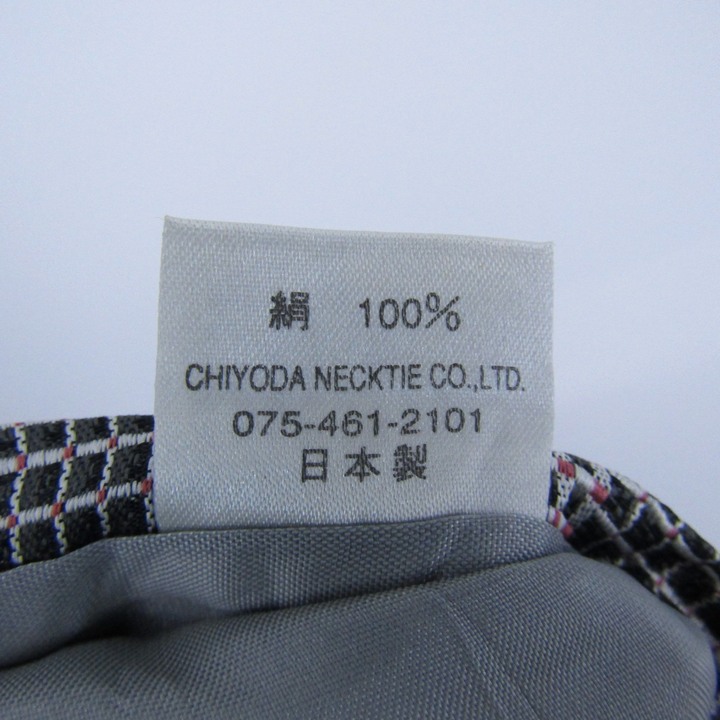 絹 100%
CHIYODA NECKTIE CO.,LTD.
075-461-2101
日本製